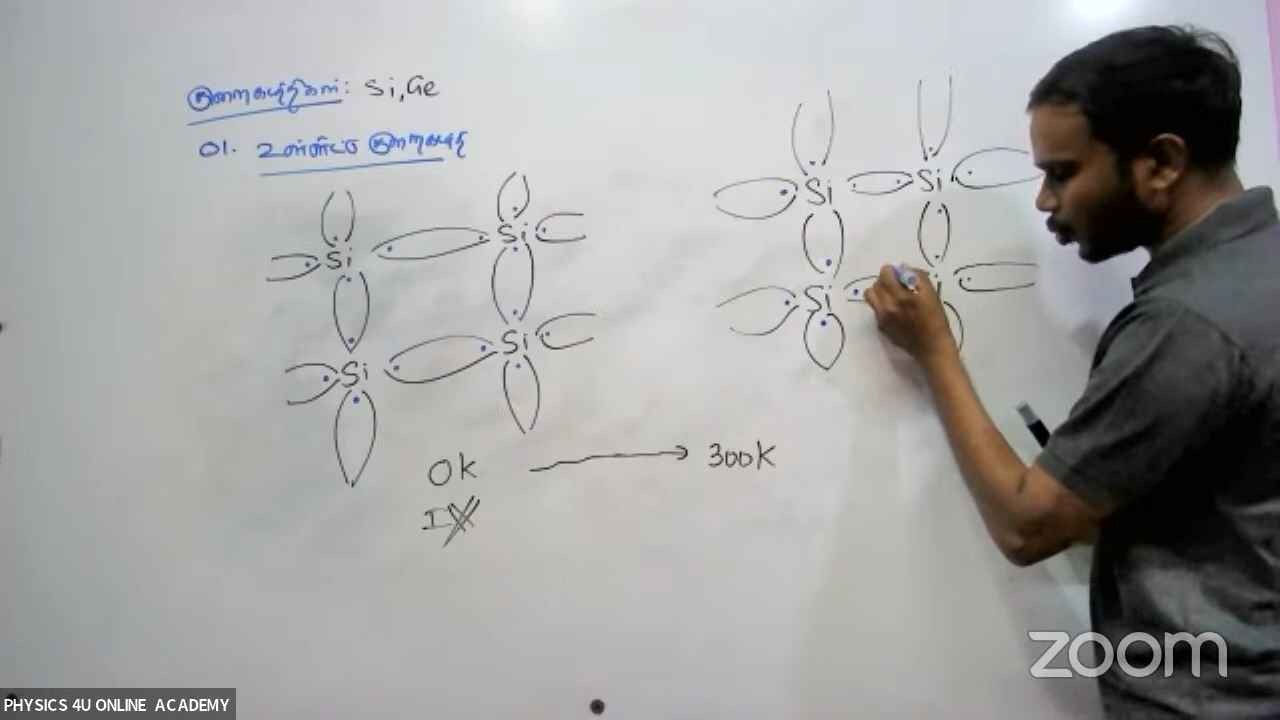 குறைகடத்திகள் : Si, Ge
01. உள்ளீட்டு குறைகடத்தி
Si Si
Si Si
Si Si
Si i
0K → 300K
I
PHYSICS 4U ONLINE ACADEMY
zoom